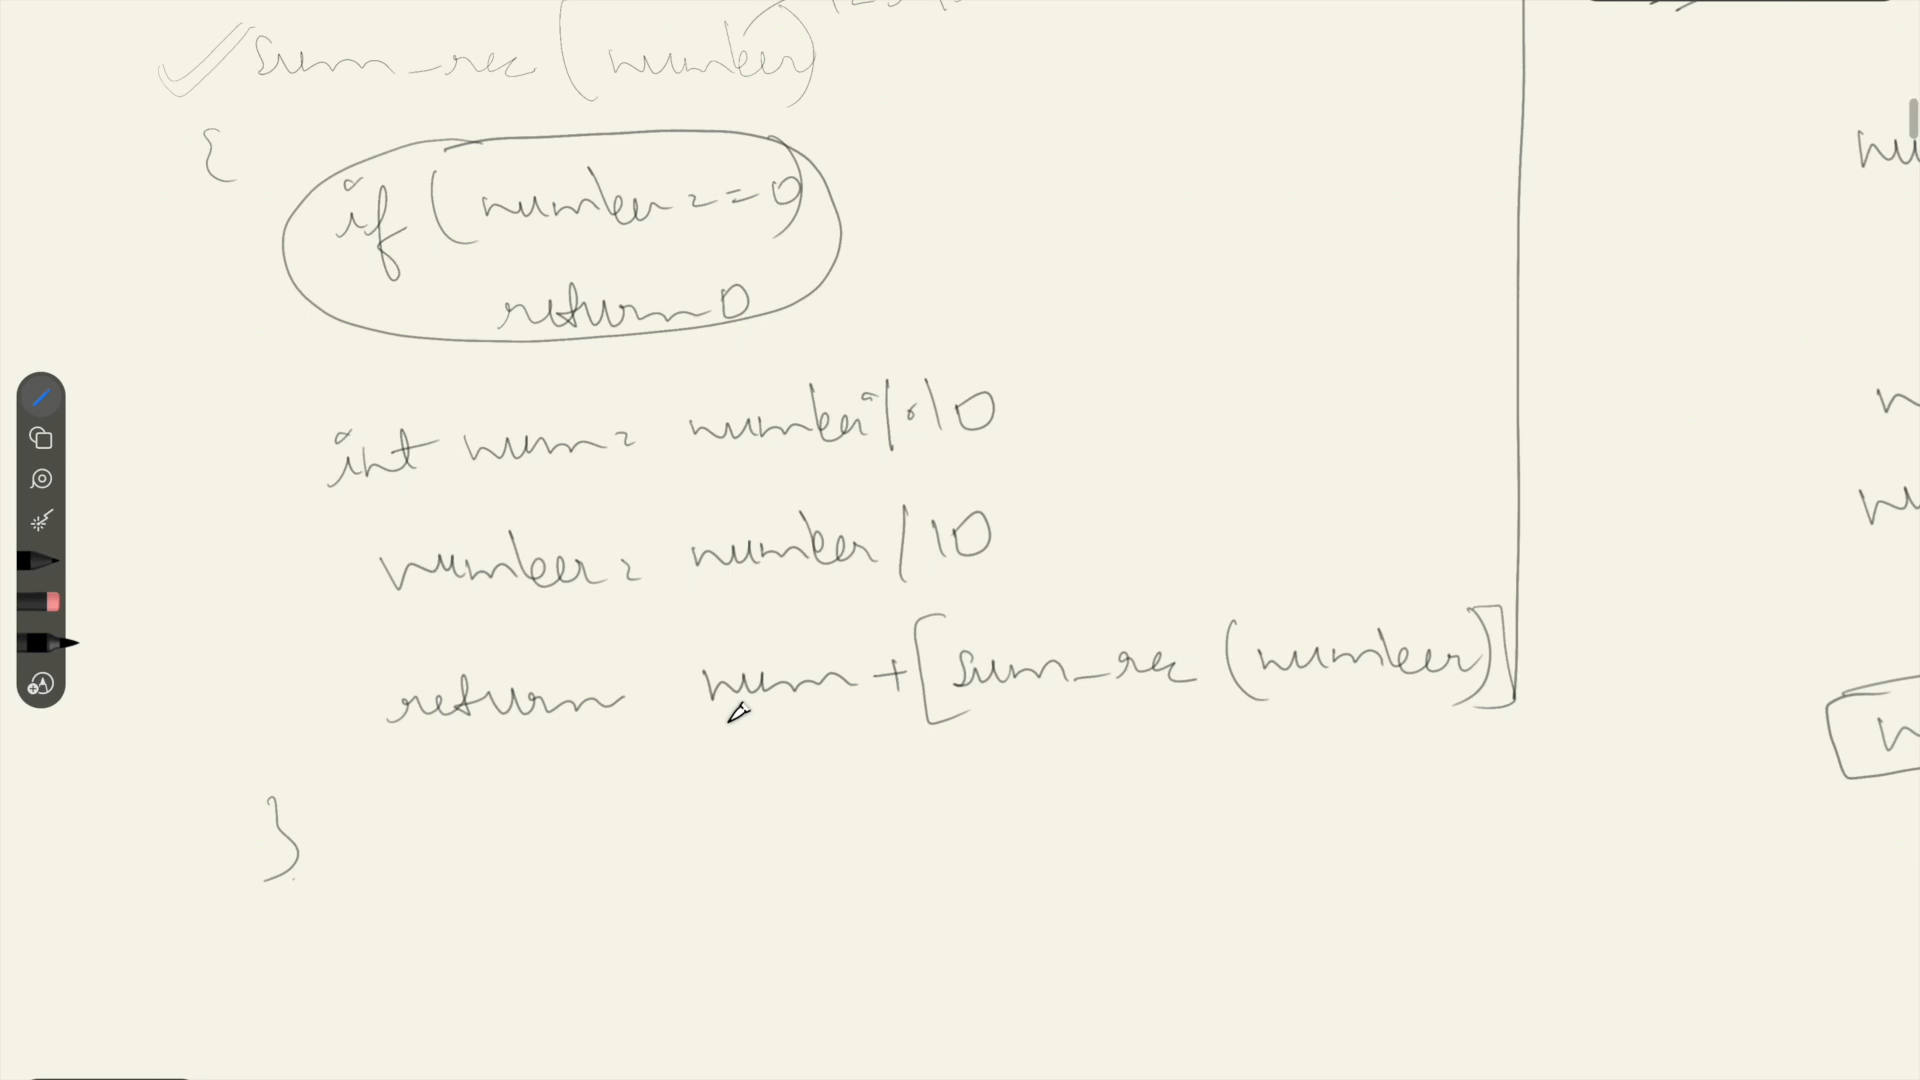 sum_rec (number)
{
if (number == 0)
return 0
int num = number % 10
number = number / 10
return num + [sum_rec (number)]
}